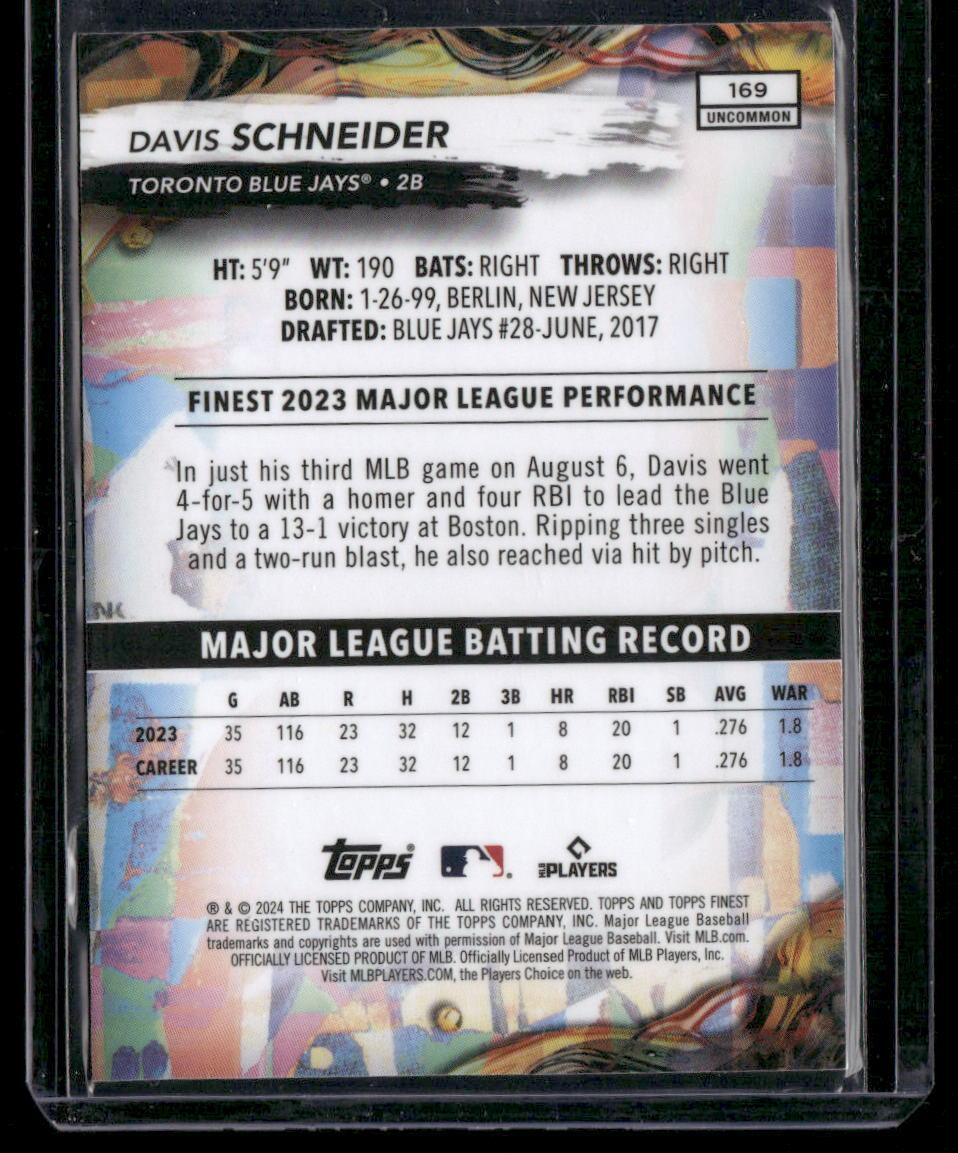 169
UNCOMMON
DAVIS SCHNEIDER
TORONTO BLUE JAYS® • 2B
HT: 5'9" WT: 190 BATS: RIGHT THROWS: RIGHT
BORN: 1-26-99, BERLIN, NEW JERSEY
DRAFTED: BLUE JAYS #28-JUNE, 2017
FINEST 2023 MAJOR LEAGUE PERFORMANCE
In just his third MLB game on August 6, Davis went
4-for-5 with a homer and four RBI to lead the Blue
Jays to a 13-1 victory at Boston. Ripping three singles
and a two-run blast, he also reached via hit by pitch.
NK
MAJOR LEAGUE BATTING RECORD
G AB R H 2B 3B HR RBI SB AVG WAR
2023 35 116 23 32 12 1 8 20 1 .276 1.8
CAREER 35 116 23 32 12 1 8 20 1 .276 1.8
topps® MLB PLAYERS
® & © 2024 THE TOPPS COMPANY, INC. ALL RIGHTS RESERVED. TOPPS AND TOPPS FINEST
ARE REGISTERED TRADEMARKS OF THE TOPPS COMPANY, INC. Major League Baseball
trademarks and copyrights are used with permission of Major League Baseball. Visit MLB.com.
OFFICIALLY LICENSED PRODUCT OF MLB. Officially Licensed Product of MLB Players, Inc.
Visit MLBPLAYERS.COM, the Players Choice on the web.